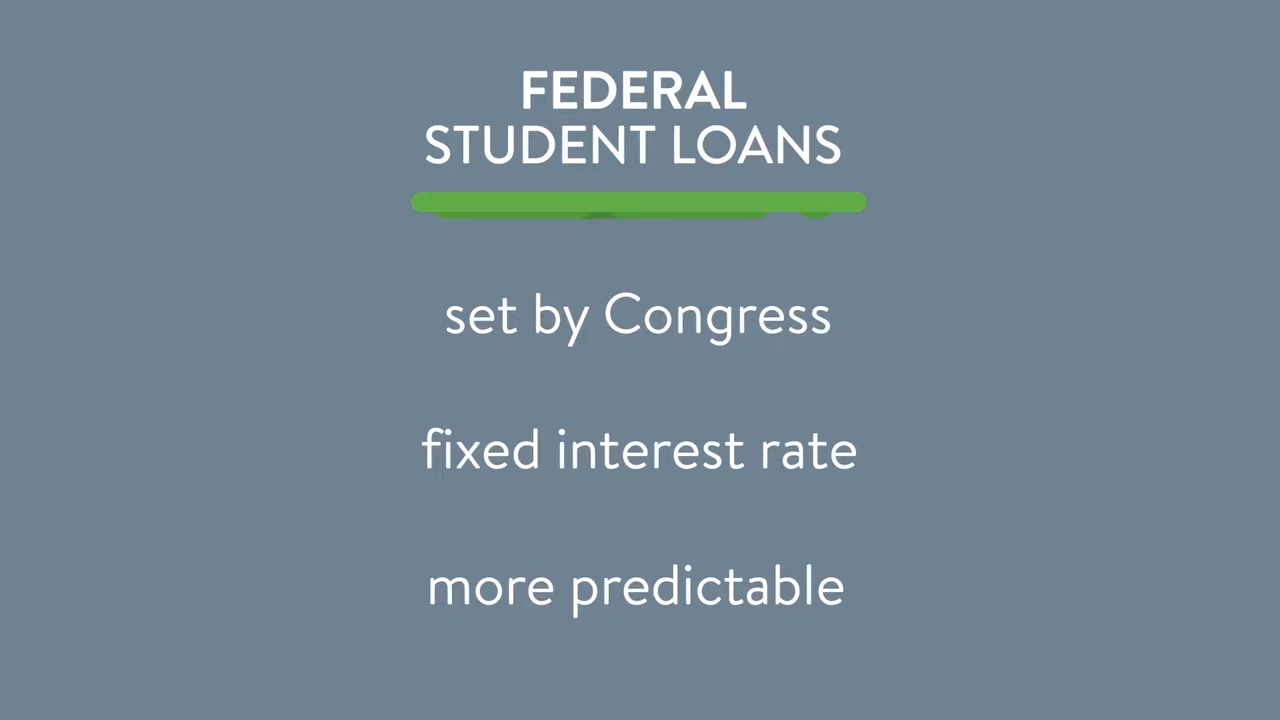 FEDERAL
STUDENT LOANS
set by Congress
fixed interest rate
more predictable